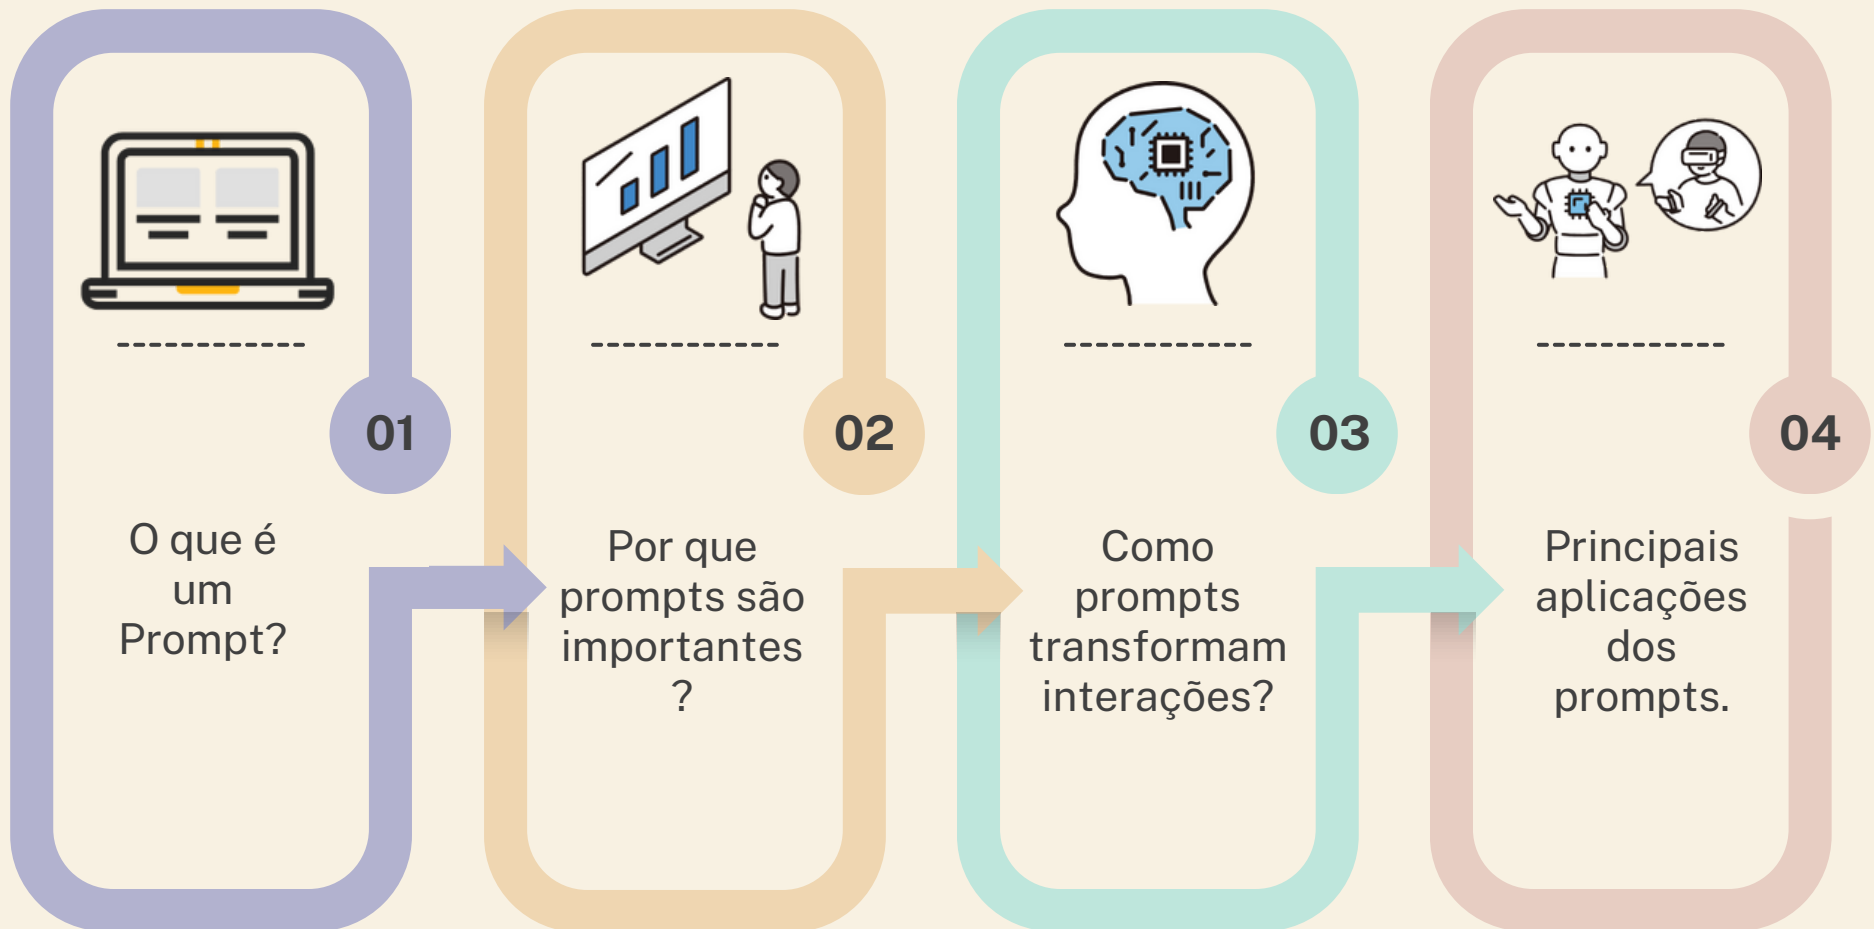 01
O que é
um
Prompt?
02
Por que
prompts são
importantes
?
03
Como
prompts
transformam
interações?
04
Principais
aplicações
dos
prompts.